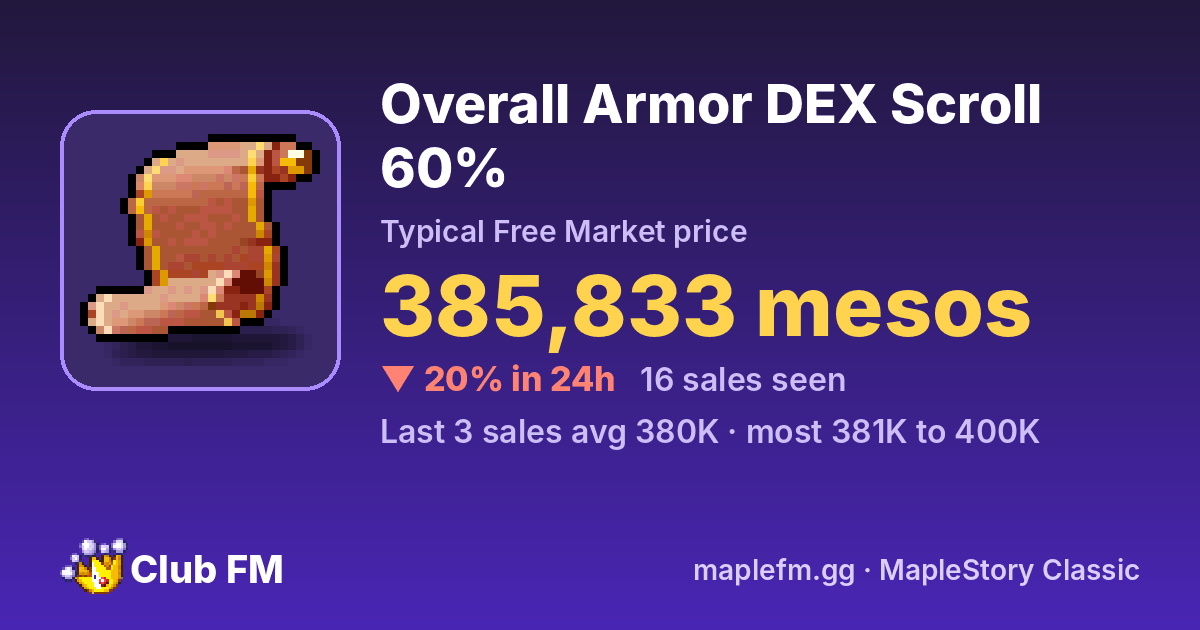 Overall Armor DEX Scroll
60%
Typical Free Market price
385,833 mesos
▼ 20% in 24h 16 sales seen
Last 3 sales avg 380K · most 381K to 400K
Club FM
maplefm.gg · MapleStory Classic